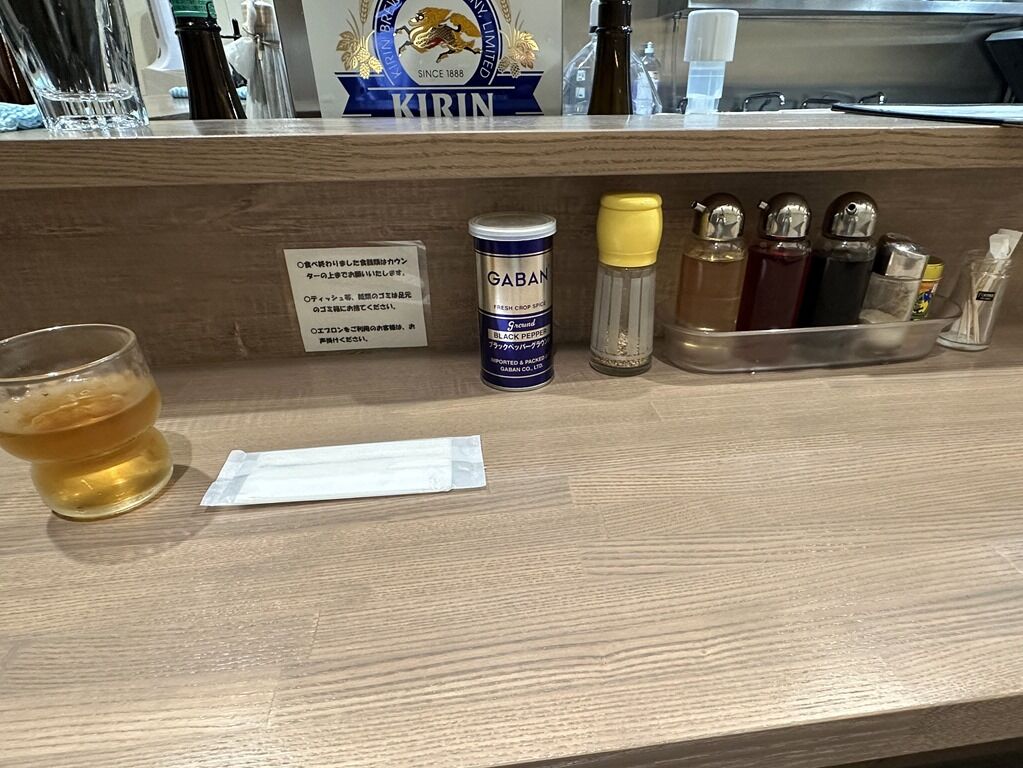 KIRIN BREWERY COMPANY, LIMITED
SINCE 1888
KIRIN
○食べ終わりました食器類はカウン
ターの上までお願いいたします。
○ティッシュ等、紙類のゴミは足元
のゴミ箱にお捨てください。
○エプロンをご利用のお客様は、お
声掛けください。
GABAN
FRESH CROP SPICE
Ground
BLACK PEPPER
ブラックペッパーグラウンド
IMPORTED & PACKED BY
GABAN CO., LTD.